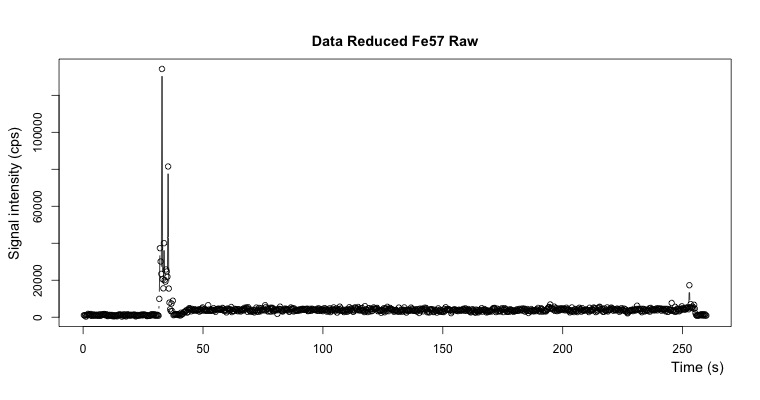 Data Reduced Fe57 Raw
Signal intensity (cps)
100000
60000
20000
0
0 50 100 150 200 250
Time (s)